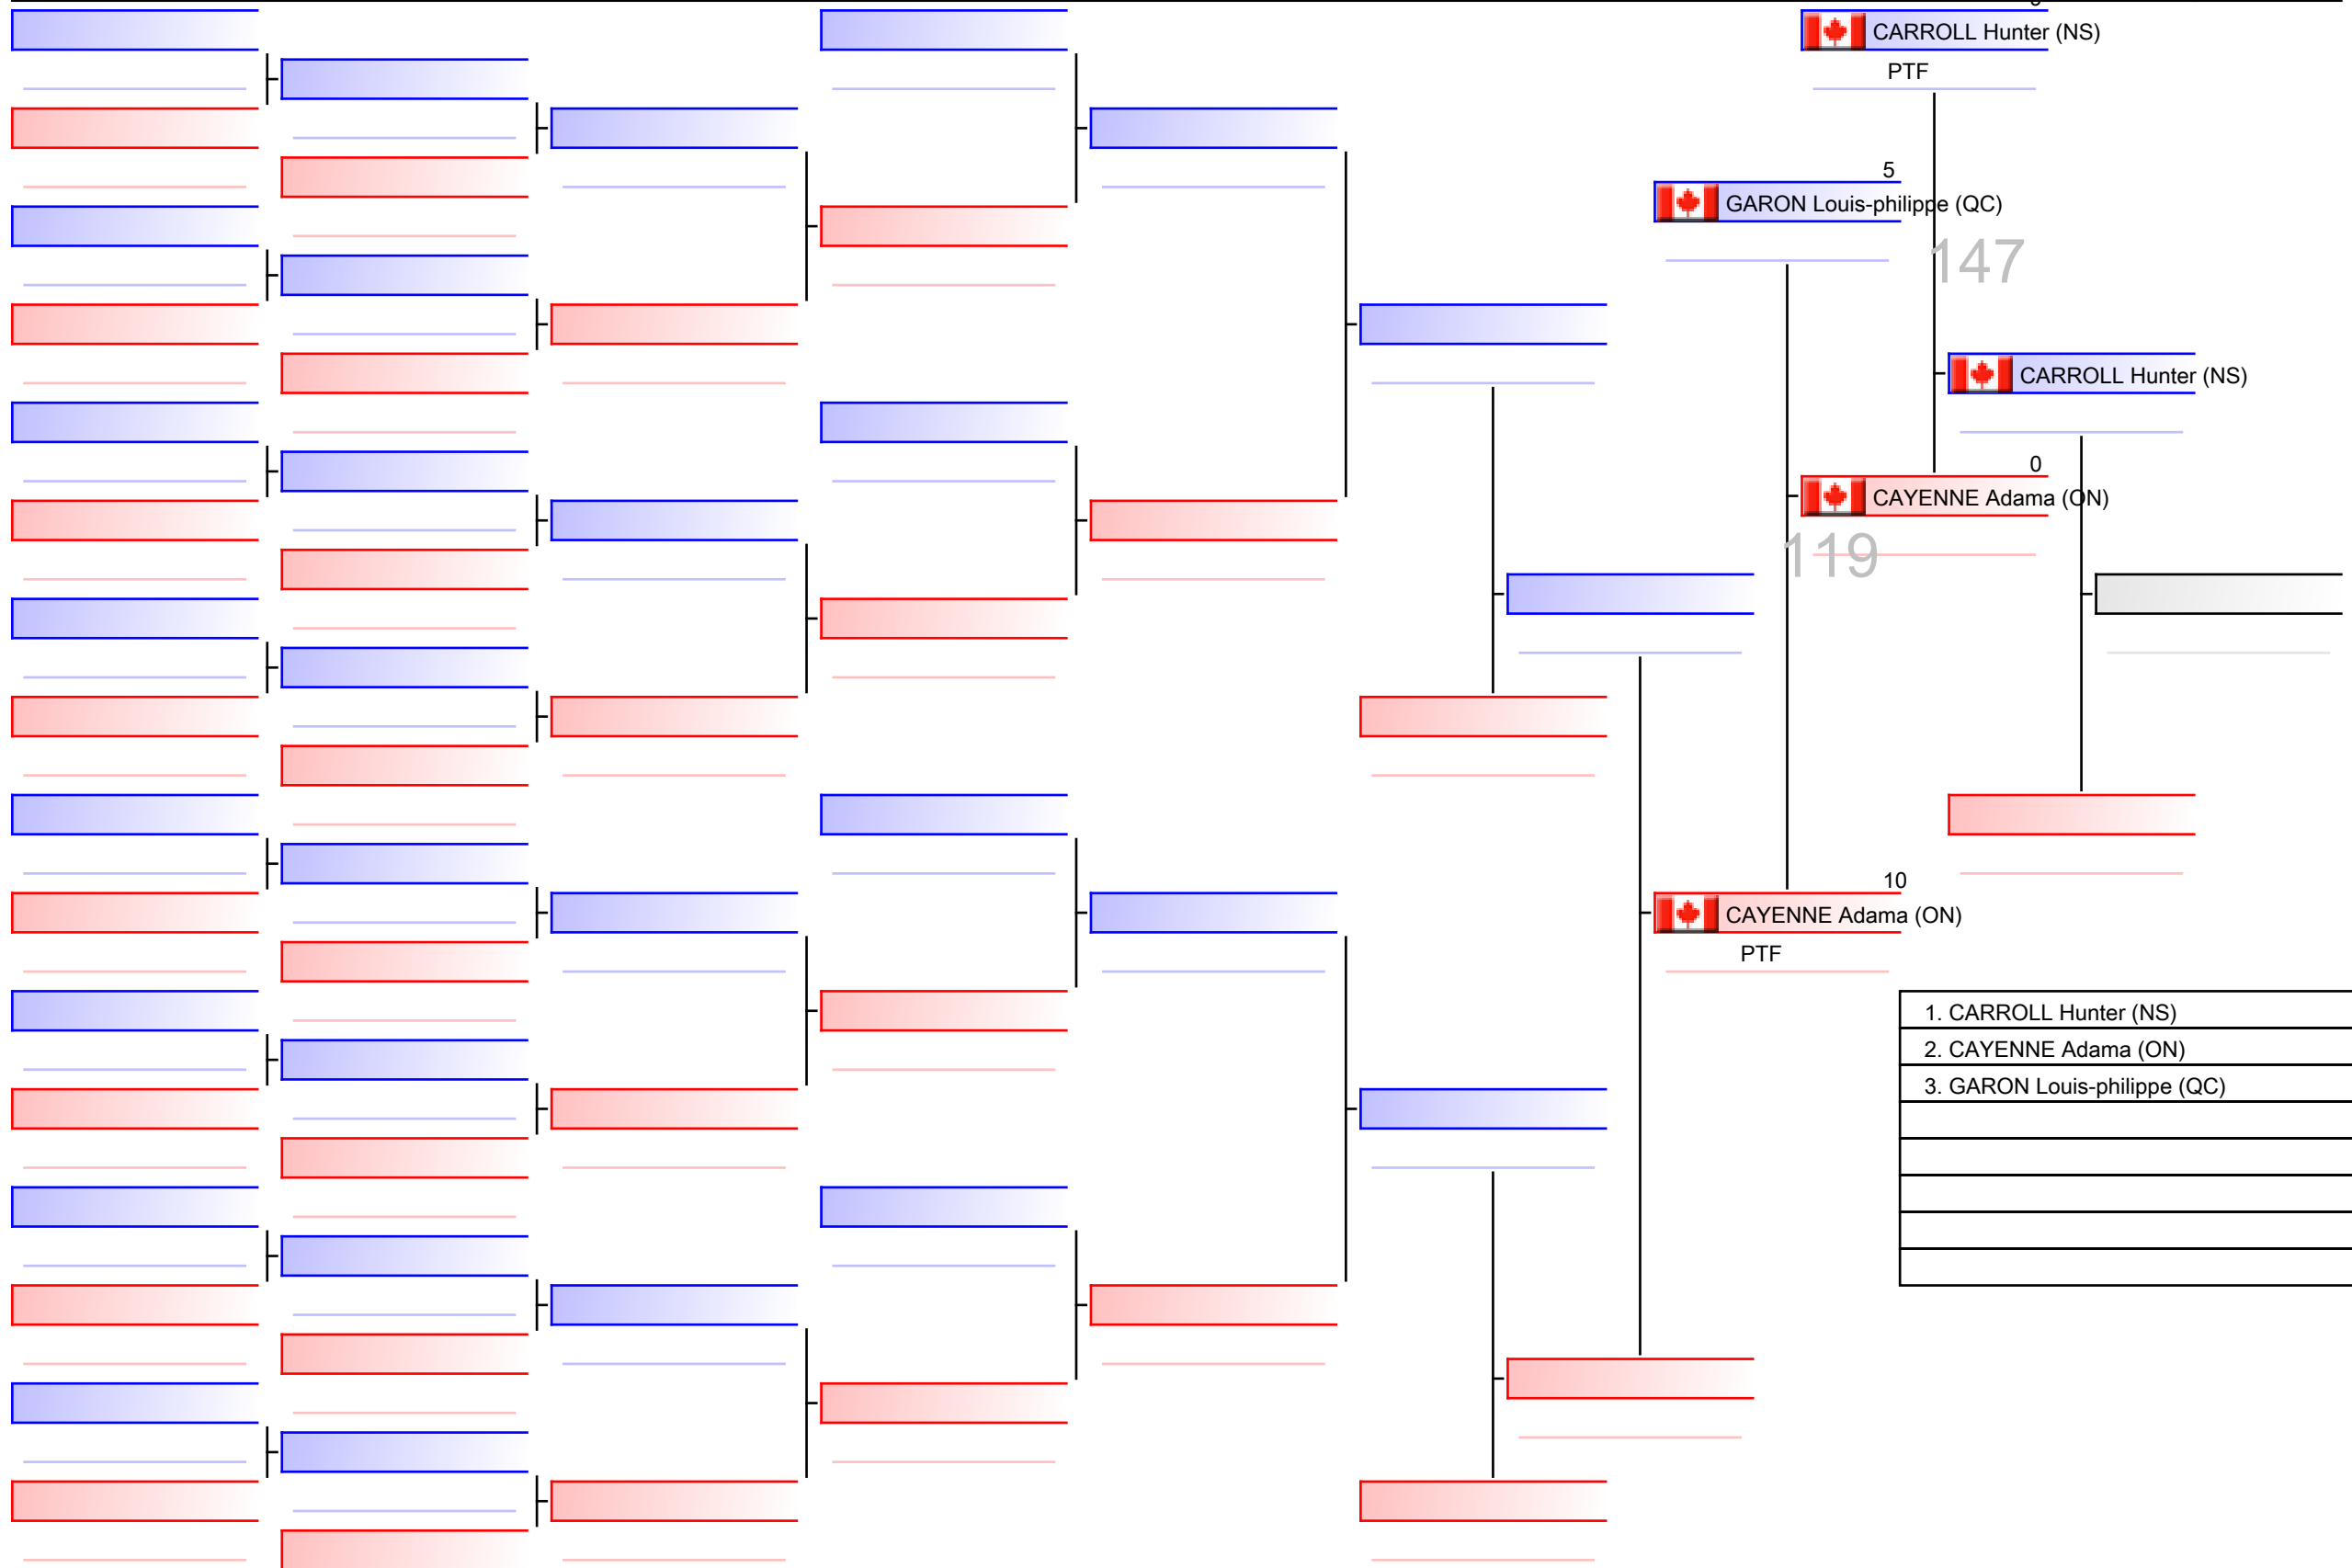 CARROLL Hunter (NS)
PTF
5
GARON Louis-philippe (QC)
147
CARROLL Hunter (NS)
0
CAYENNE Adama (ON)
119
10
CAYENNE Adama (ON)
PTF
1. CARROLL Hunter (NS)
2. CAYENNE Adama (ON)
3. GARON Louis-philippe (QC)